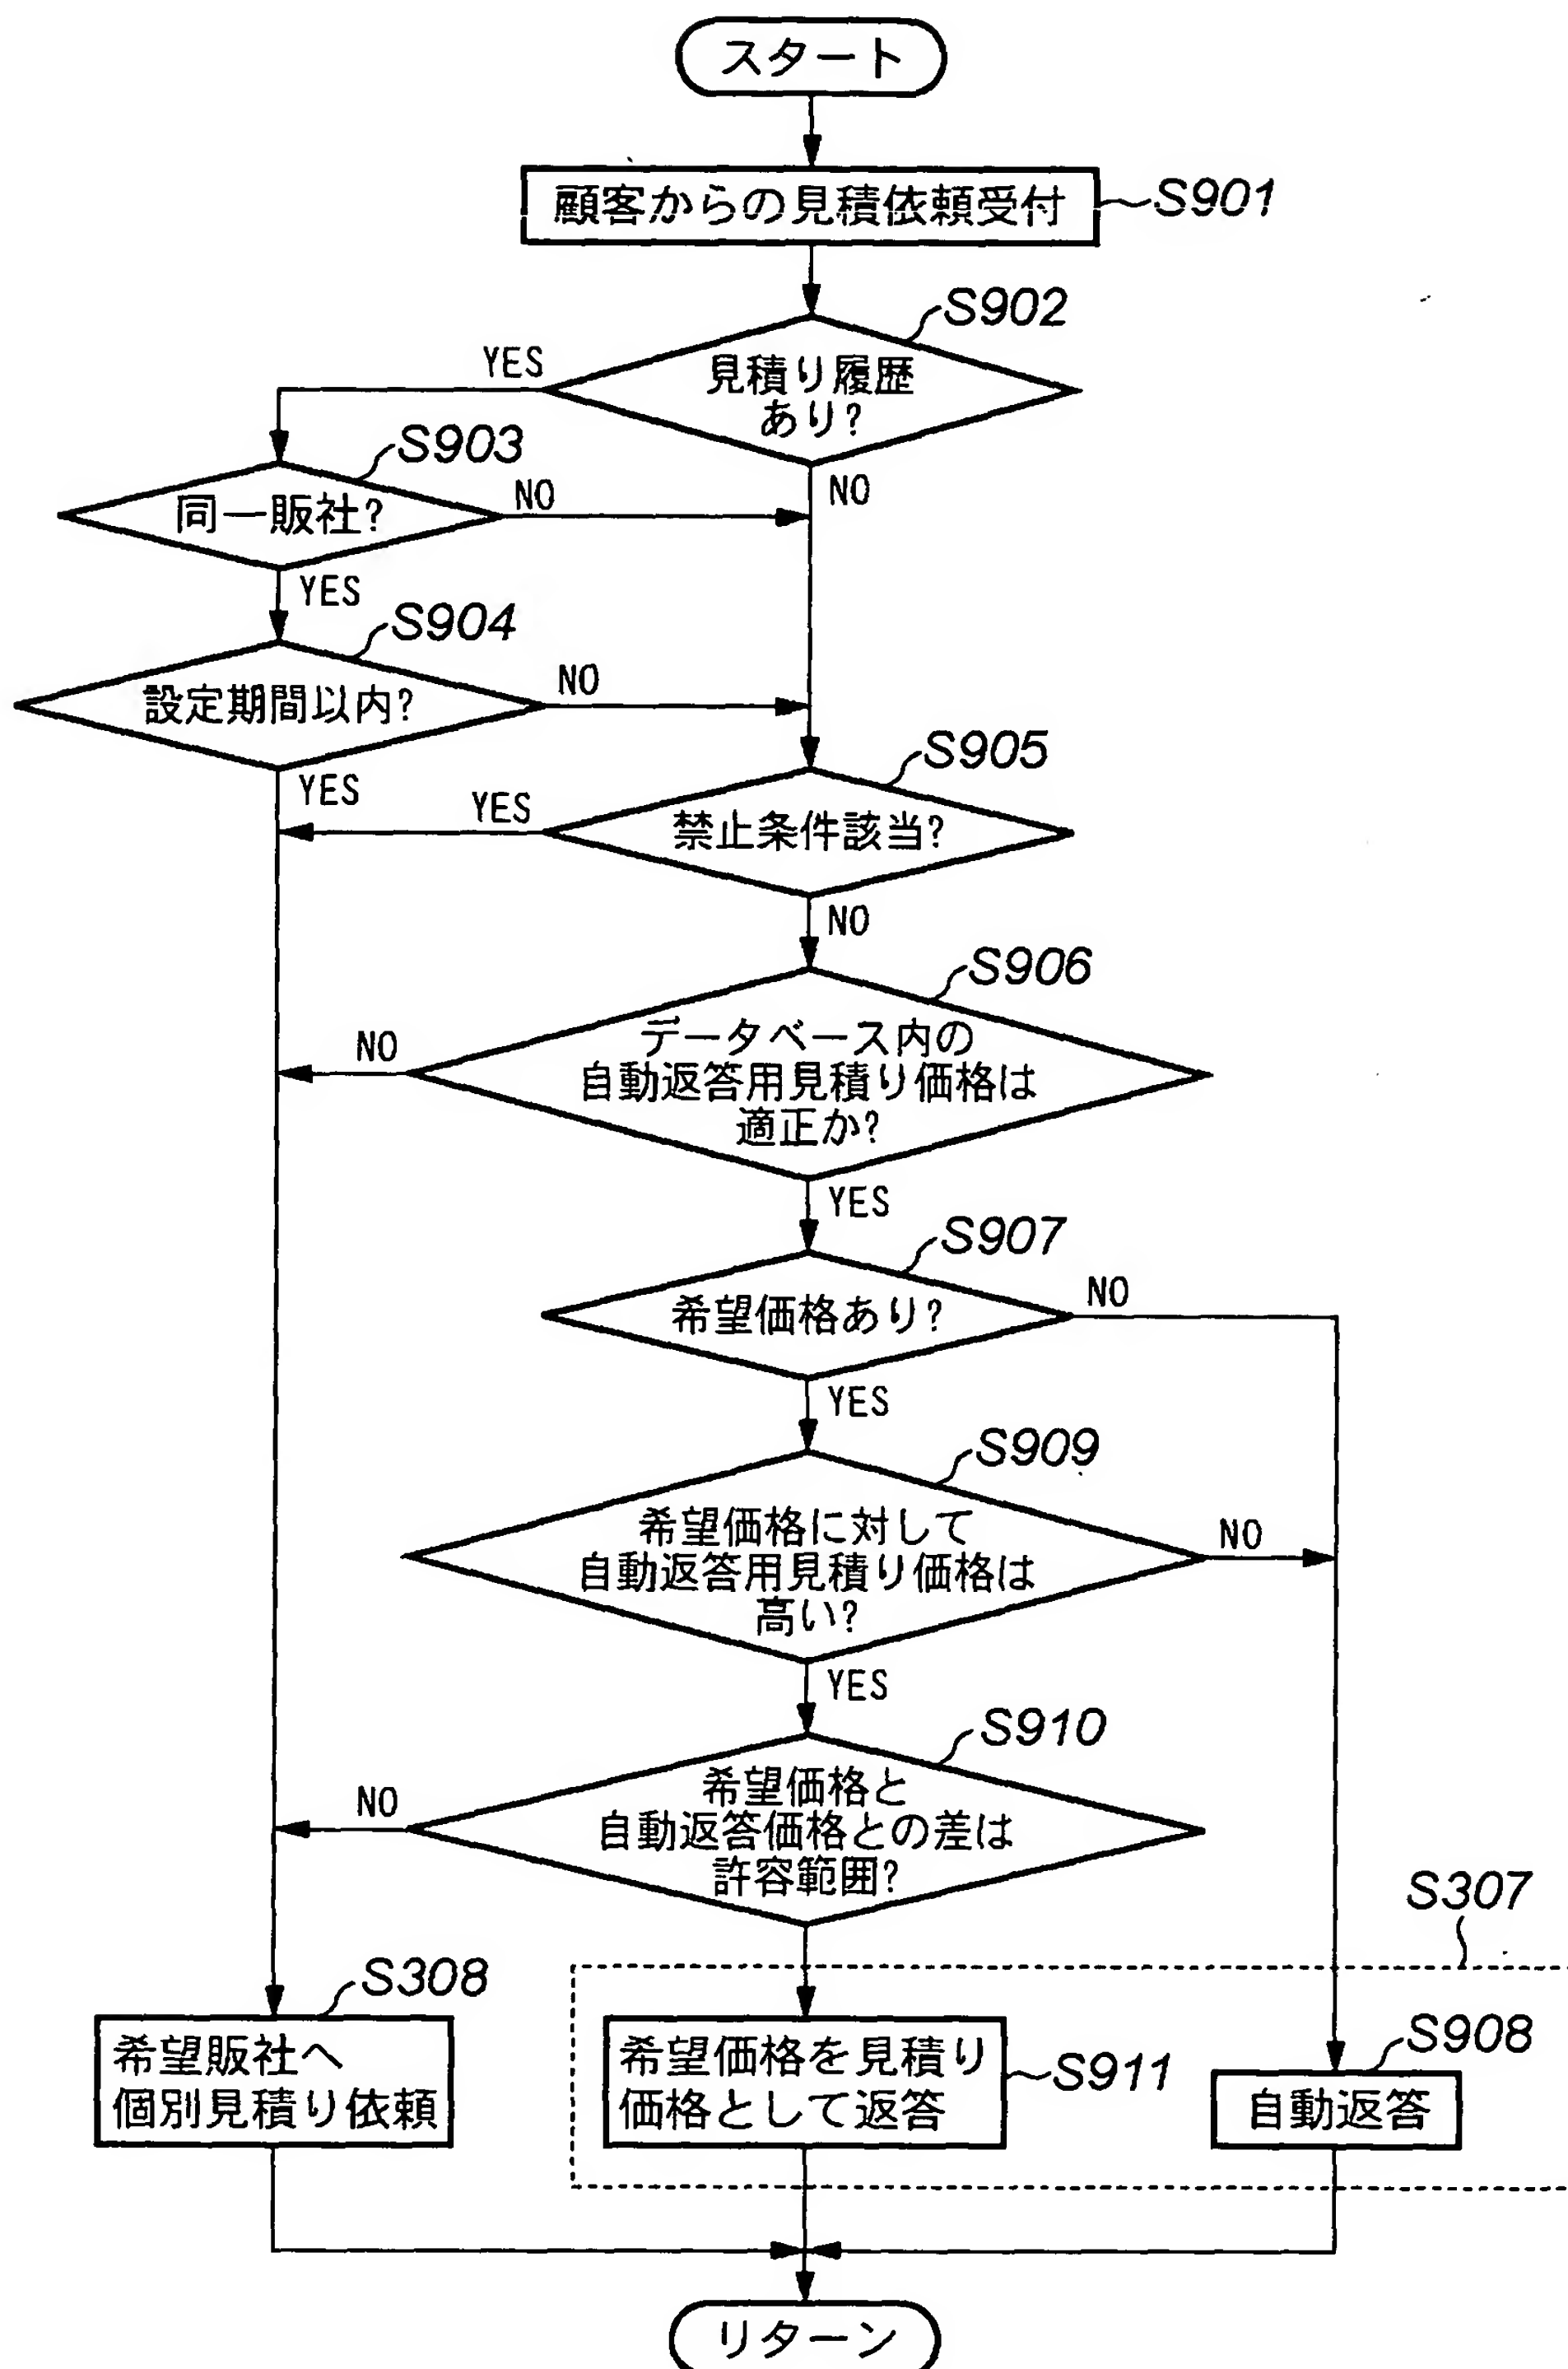 スタート
顧客からの見積依頼受付
S901
S902
YES
見積り履歴
あり?
S903
NO
NO
同一販社?
YES
S904
NO
設定期間以内?
S905
YES
YES
禁止条件該当?
NO
S906
NO
データベース内の
自動返答用見積り価格は
適正か?
YES
S907
NO
希望価格あり?
YES
S909
希望価格に対して
自動返答用見積り価格は
高い?
NO
YES
S910
NO
希望価格と
自動返答価格との差は
許容範囲?
S307
S308
希望販社へ
個別見積り依頼
希望価格を見積り
価格として返答
S911
S908
自動返答
リターン